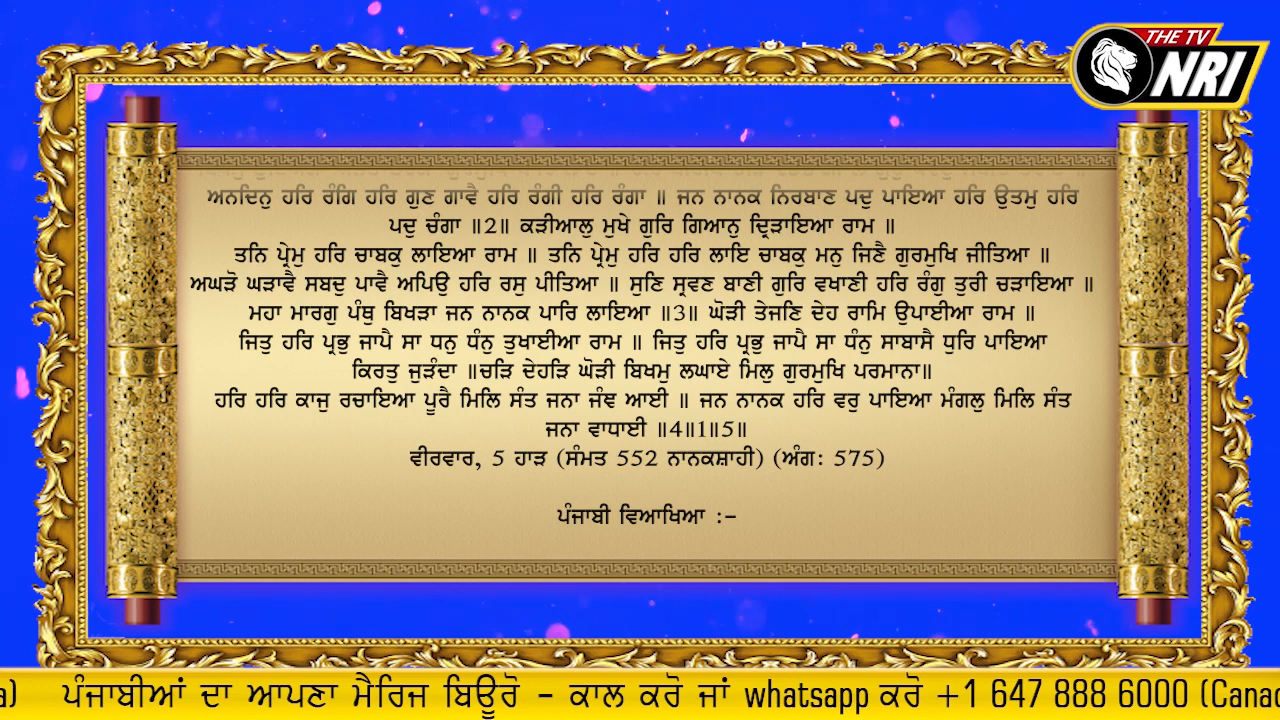 THE TV
NRI
ਅਨਦਿਨੁ ਹਰਿ ਰੰਗਿ ਹਰਿ ਗੁਣ ਗਾਵੈ ਹਰਿ ਰੰਗੀ ਹਰਿ ਰੰਗਾ ॥ ਜਨ ਨਾਨਕ ਨਿਰਬਾਣ ਪਦੁ ਪਾਇਆ ਹਰਿ ਉਤਮੁ ਹਰਿ
ਪਦੁ ਚੰਗਾ ॥2॥ ਕੜੀਆਲੁ ਮੁਖੇ ਗੁਰਿ ਗਿਆਨੁ ਦ੍ਰਿੜਾਇਆ ਰਾਮ ॥
ਤਨਿ ਪ੍ਰੇਮੁ ਹਰਿ ਚਾਬਕੁ ਲਾਇਆ ਰਾਮ ॥ ਤਨਿ ਪ੍ਰੇਮੁ ਹਰਿ ਹਰਿ ਲਾਇ ਚਾਬਕੁ ਮਨੁ ਜਿਣੈ ਗੁਰਮੁਖਿ ਜੀਤਿਆ ॥
ਅਘੜੋ ਘੜਾਵੈ ਸਬਦੁ ਪਾਵੈ ਅਪਿਉ ਹਰਿ ਰਸੁ ਪੀਤਿਆ ॥ ਸੁਣਿ ਸ੍ਰਵਣ ਬਾਣੀ ਗੁਰਿ ਵਖਾਣੀ ਹਰਿ ਰੰਗੁ ਤੁਰੀ ਚੜਾਇਆ ॥
ਮਹਾ ਮਾਰਗੁ ਪੰਥੁ ਬਿਖੜਾ ਜਨ ਨਾਨਕ ਪਾਰਿ ਲਾਇਆ ॥3॥ ਘੋੜੀ ਤੇਜਣਿ ਦੇਹ ਰਾਮਿ ਉਪਾਈਆ ਰਾਮ ॥
ਜਿਤੁ ਹਰਿ ਪ੍ਰਭੁ ਜਾਪੈ ਸਾ ਧਨੁ ਧੰਨੁ ਤੁਖਾਈਆ ਰਾਮ ॥ ਜਿਤੁ ਹਰਿ ਪ੍ਰਭੁ ਜਾਪੈ ਸਾ ਧੰਨੁ ਸਾਬਾਸੈ ਧੁਰਿ ਪਾਇਆ
ਕਿਰਤੁ ਜੁੜੰਦਾ ॥ਚੜਿ ਦੇਹੜਿ ਘੋੜੀ ਬਿਖਮੁ ਲਘਾਏ ਮਿਲੁ ਗੁਰਮੁਖਿ ਪਰਮਾਨਾ॥
ਹਰਿ ਹਰਿ ਕਾਜੁ ਰਚਾਇਆ ਪੂਰੈ ਮਿਲਿ ਸੰਤ ਜਨਾ ਜੰਞ ਆਈ ॥ ਜਨ ਨਾਨਕ ਹਰਿ ਵਰੁ ਪਾਇਆ ਮੰਗਲੁ ਮਿਲਿ ਸੰਤ
ਜਨਾ ਵਾਧਾਈ ॥4॥1॥5॥
ਵੀਰਵਾਰ, 5 ਹਾੜ (ਸੰਮਤ 552 ਨਾਨਕਸ਼ਾਹੀ) (ਅੰਗ: 575)
ਪੰਜਾਬੀ ਵਿਆਖਿਆ :-
a) ਪੰਜਾਬੀਆਂ ਦਾ ਆਪਣਾ ਮੈਰਿਜ ਬਿਊਰੋ - ਕਾਲ ਕਰੋ ਜਾਂ whatsapp ਕਰੋ +1 647 888 6000 (Canad